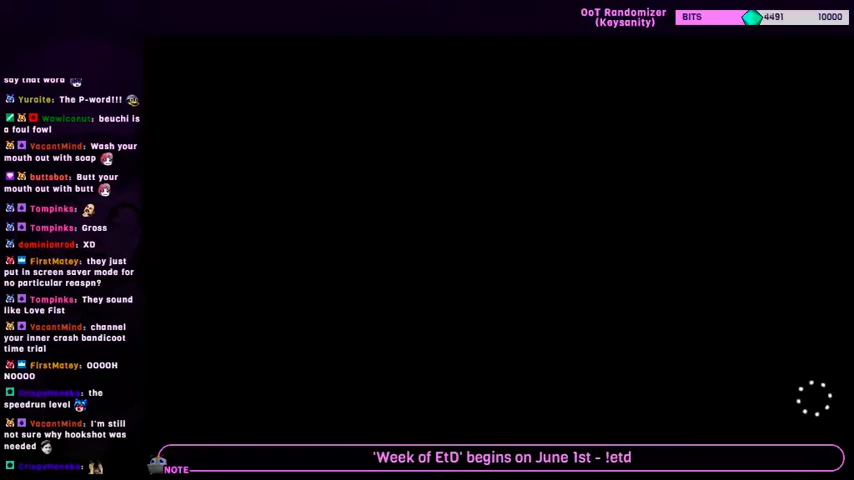 OoT Randomizer
(Keysanity)
BITS 4491 10000
say that word
Yuraite: The P-word!!!
Wowiconut: beuchi is
a foul fowl
VacantMind: Wash your
mouth out with soap
buttsbot: Butt your
mouth out with butt
Tompinks:
Tompinks: Gross
dominianrod: XD
FirstMatey: they just
put in screen saver mode for
no particular reaspn?
Tompinks: They sound
like Love Fist
VacantMind: channel
your inner crash bandicoot
time trial
FirstMatey: OOOOH
NOOOO
the
speedrun level
VacantMind: I'm still
not sure why hookshot was
needed
'Week of EtD' begins on June 1st - !etd
NOTE